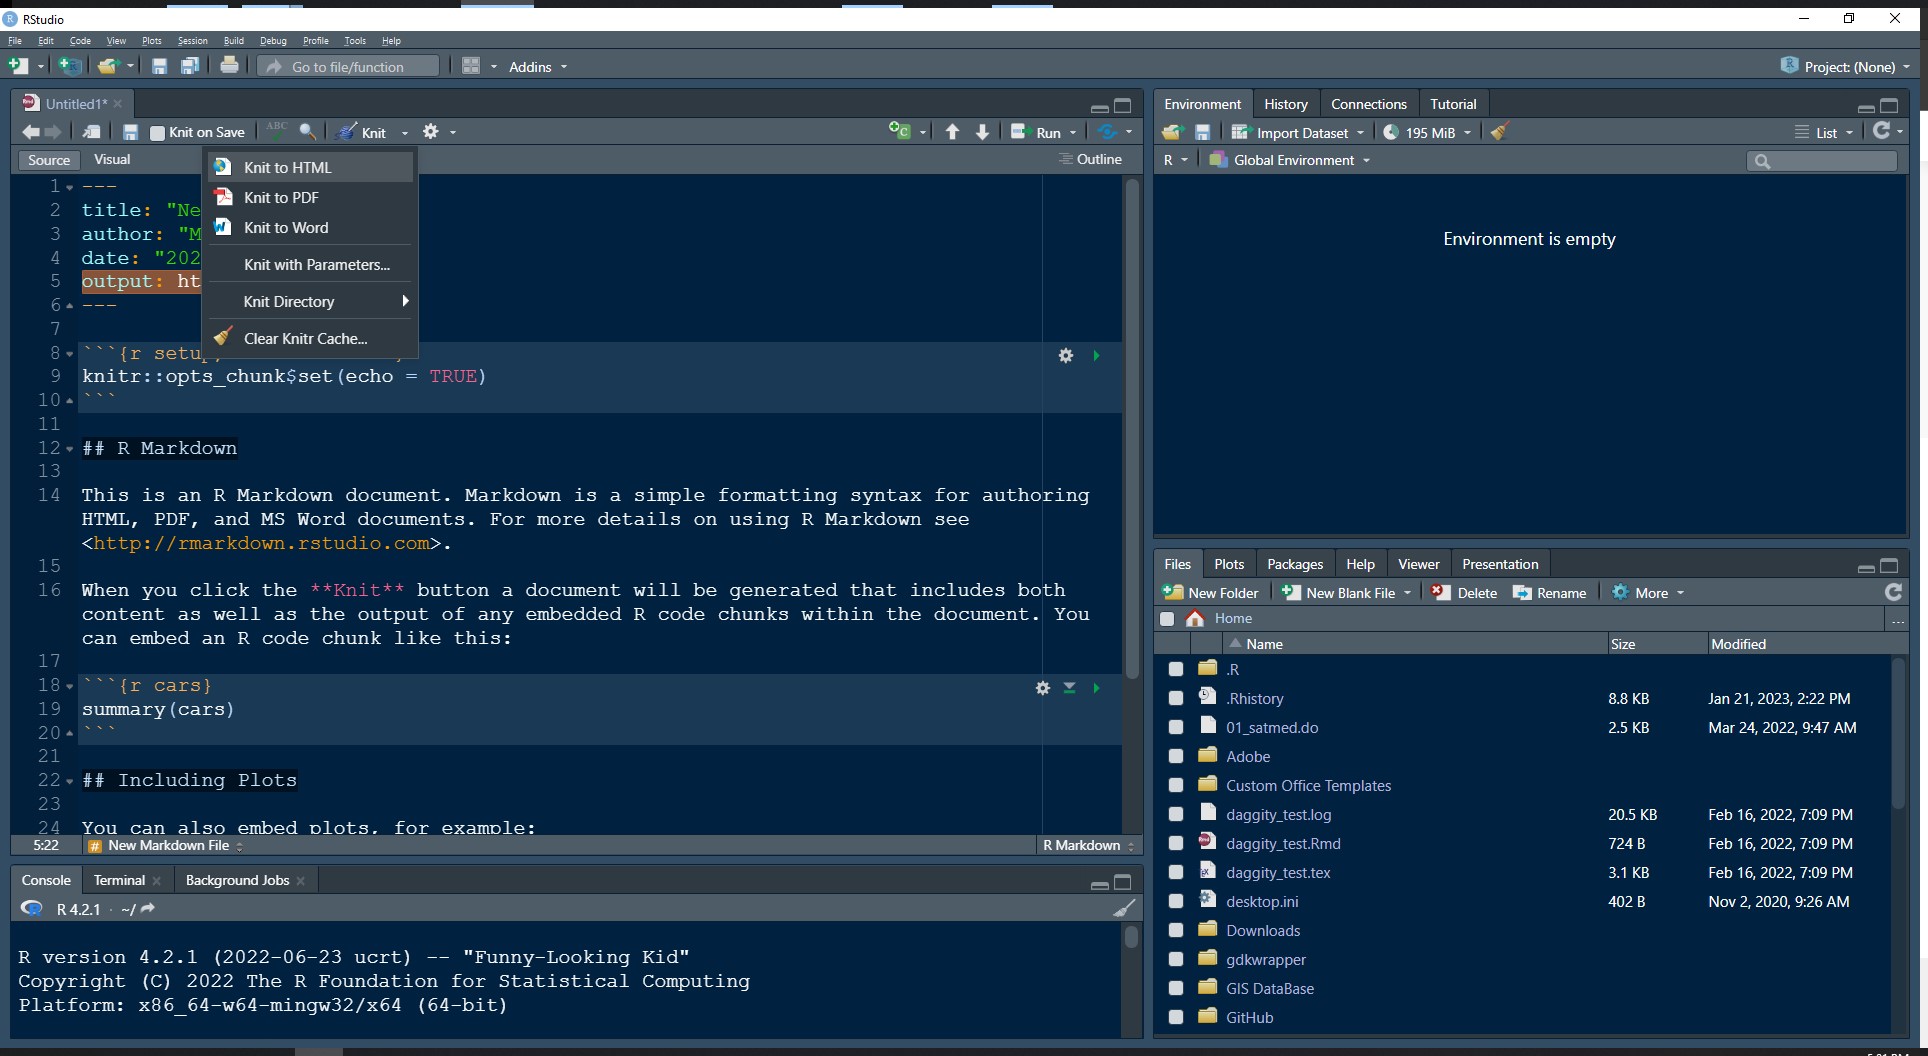 RStudio
File Edit Code View Plots Session Build Debug Profile Tools Help
Go to file/function Addins Project: (None)
Untitled1*
Knit on Save ABC Knit Run
Source Visual Outline
Knit to HTML
Knit to PDF
Knit to Word
Knit with Parameters...
Knit Directory
Clear Knitr Cache...
1 ---
2 title: "Ne
3 author: "M
4 date: "202
5 output: ht
6 ---
7
8 ```{r setup,
9 knitr::opts_chunk$set(echo = TRUE)
10 ```
11
12 ## R Markdown
13
14 This is an R Markdown document. Markdown is a simple formatting syntax for authoring
HTML, PDF, and MS Word documents. For more details on using R Markdown see
<http://rmarkdown.rstudio.com>.
15
16 When you click the **Knit** button a document will be generated that includes both
content as well as the output of any embedded R code chunks within the document. You
can embed an R code chunk like this:
17
18 ```{r cars}
19 summary(cars)
20 ```
21
22 ## Including Plots
23
24 You can also embed plots, for example:
5:22 # New Markdown File R Markdown
Console Terminal Background Jobs
R 4.2.1 · ~/
R version 4.2.1 (2022-06-23 ucrt) -- "Funny-Looking Kid"
Copyright (C) 2022 The R Foundation for Statistical Computing
Platform: x86_64-w64-mingw32/x64 (64-bit)
Environment History Connections Tutorial
Import Dataset 195 MiB List
R Global Environment
Environment is empty
Files Plots Packages Help Viewer Presentation
New Folder New Blank File Delete Rename More
Home ...
Name Size Modified
.R
.Rhistory 8.8 KB Jan 21, 2023, 2:22 PM
01_satmed.do 2.5 KB Mar 24, 2022, 9:47 AM
Adobe
Custom Office Templates
daggity_test.log 20.5 KB Feb 16, 2022, 7:09 PM
daggity_test.Rmd 724 B Feb 16, 2022, 7:09 PM
daggity_test.tex 3.1 KB Feb 16, 2022, 7:09 PM
desktop.ini 402 B Nov 2, 2020, 9:26 AM
Downloads
gdkwrapper
GIS DataBase
GitHub